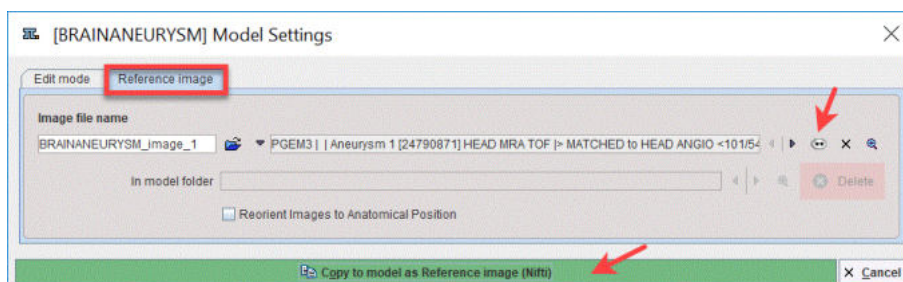 [BRAINANEURYSM] Model Settings
Edit mode Reference image
Image file name
BRAINANEURYSM_image_1 PGEM3 | | Aneurysm 1 [24790871] HEAD MRA TOF |> MATCHED to HEAD ANGIO <101/54
In model folder Delete
Reorient Images to Anatomical Position
Copy to model as Reference image (Nifti) Cancel